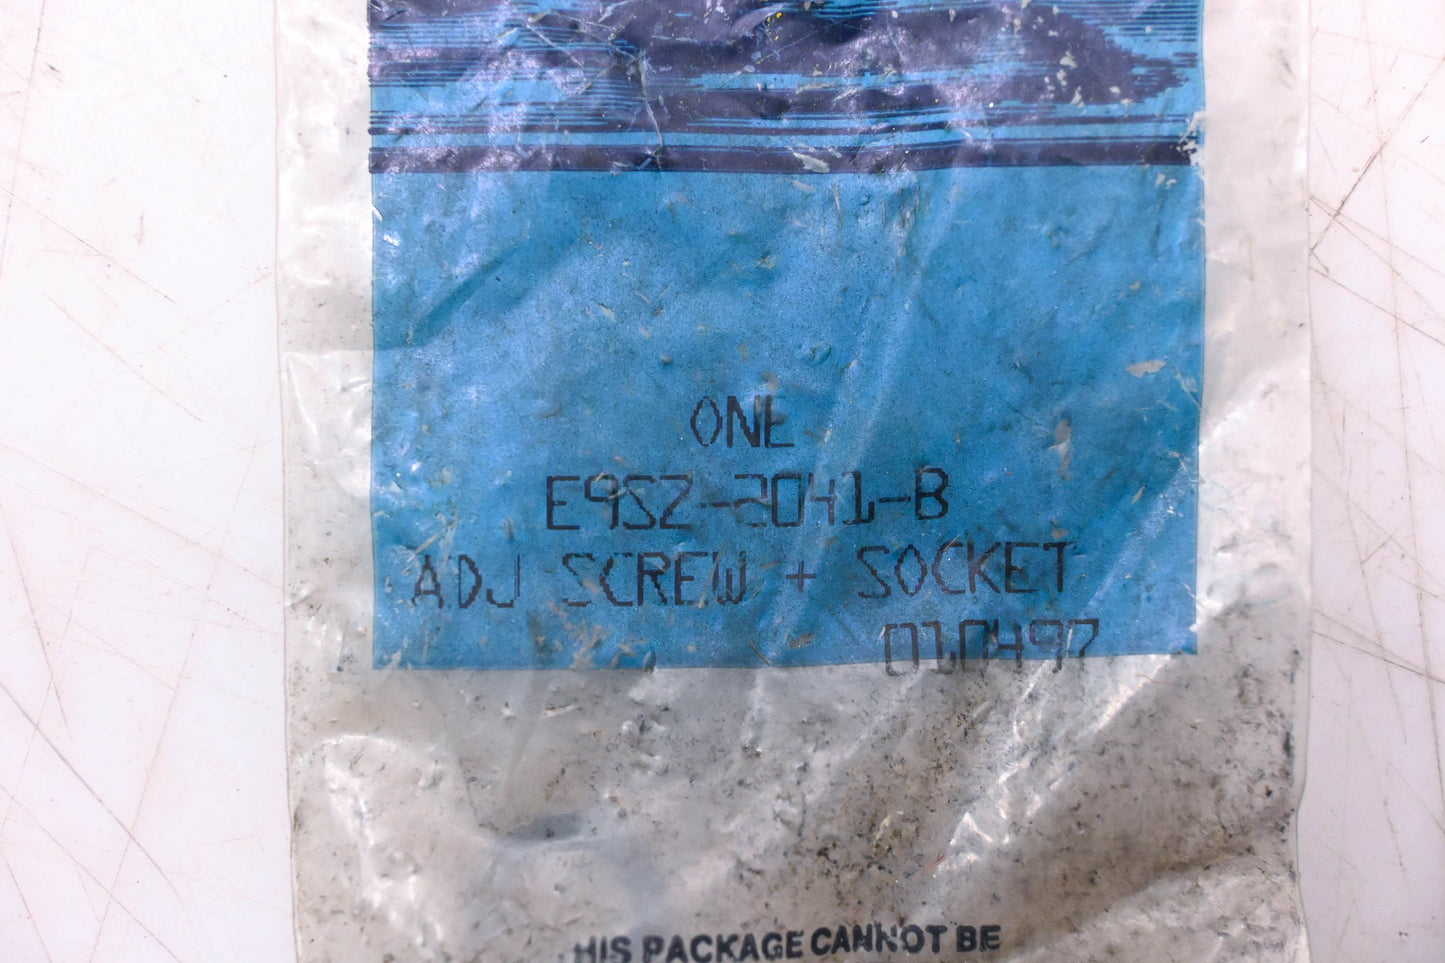 ONE
E9SZ-2041-B
ADJ SCREW + SOCKET
010497
HIS PACKAGE CANNOT BE